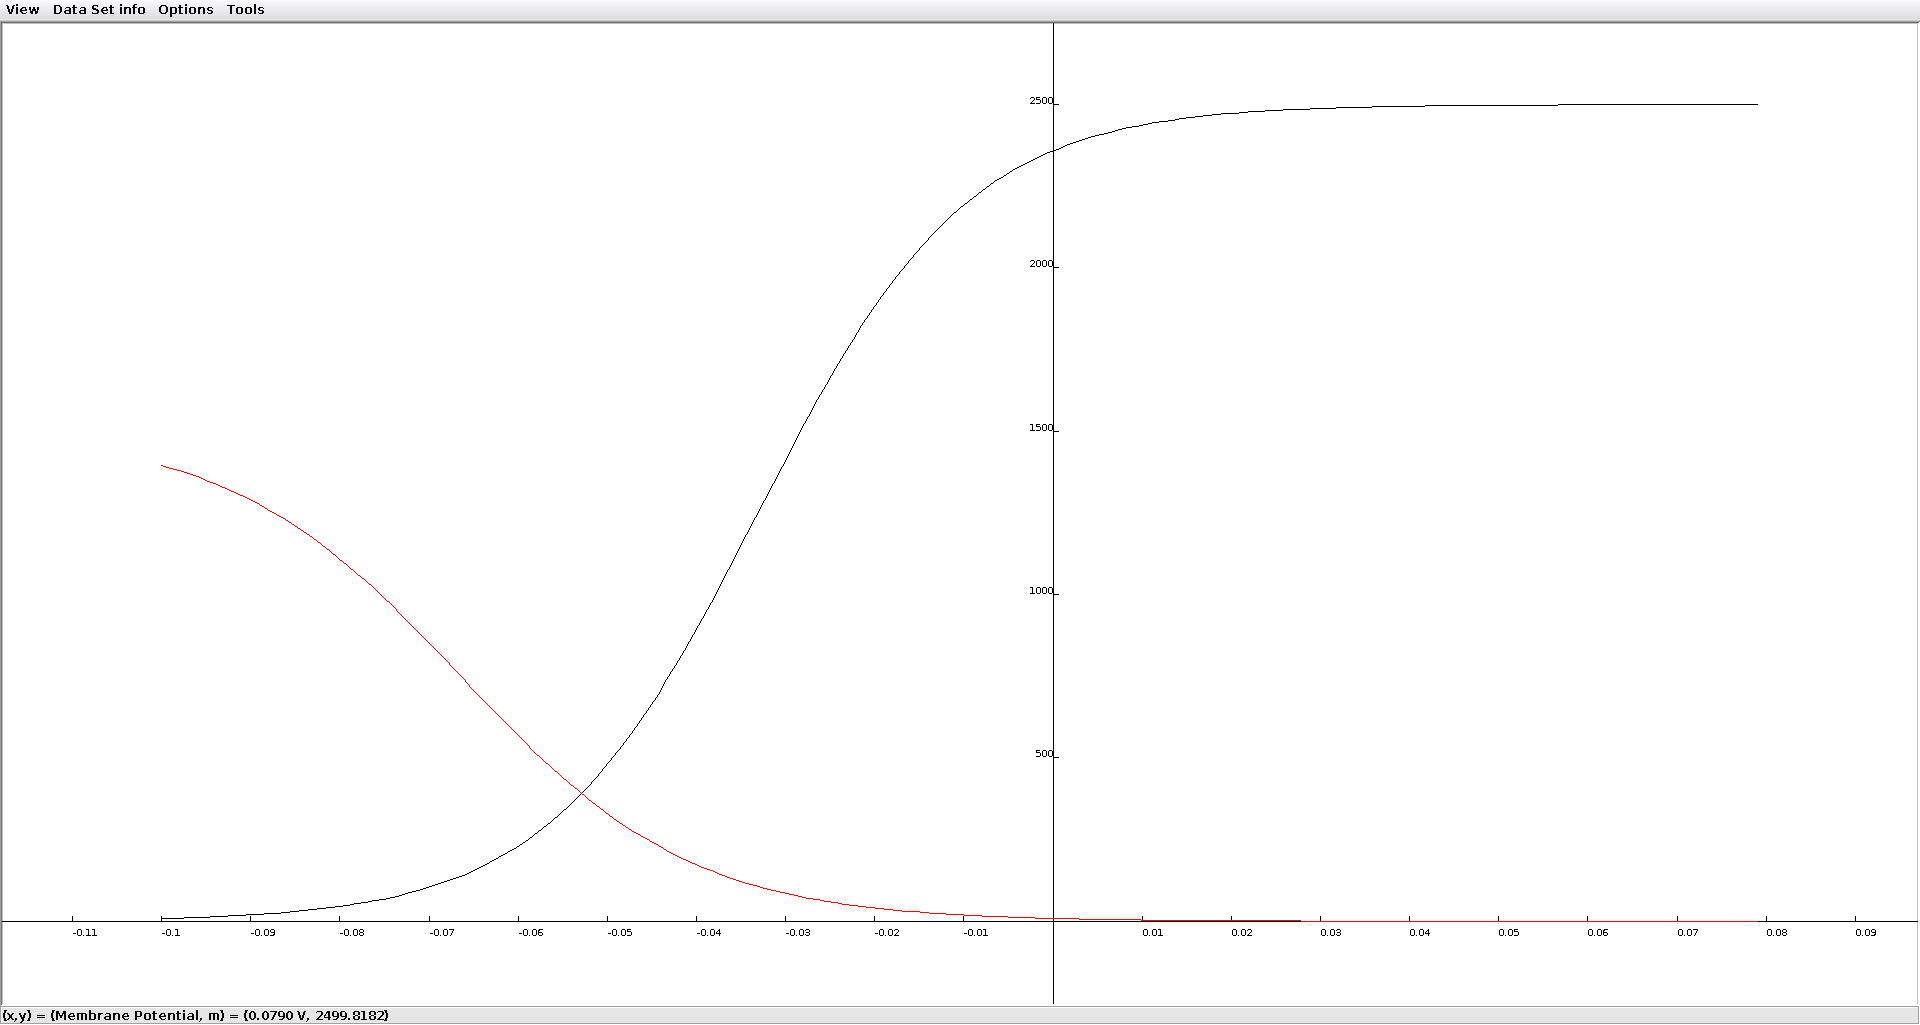 View Data Set info Options Tools
2500
2000
1500
1000
500
-0.11 -0.1 -0.09 -0.08 -0.07 -0.06 -0.05 -0.04 -0.03 -0.02 -0.01 0.01 0.02 0.03 0.04 0.05 0.06 0.07 0.08 0.09
(x,y) = (Membrane Potential, m) = (0.0790 V, 2499.8182)